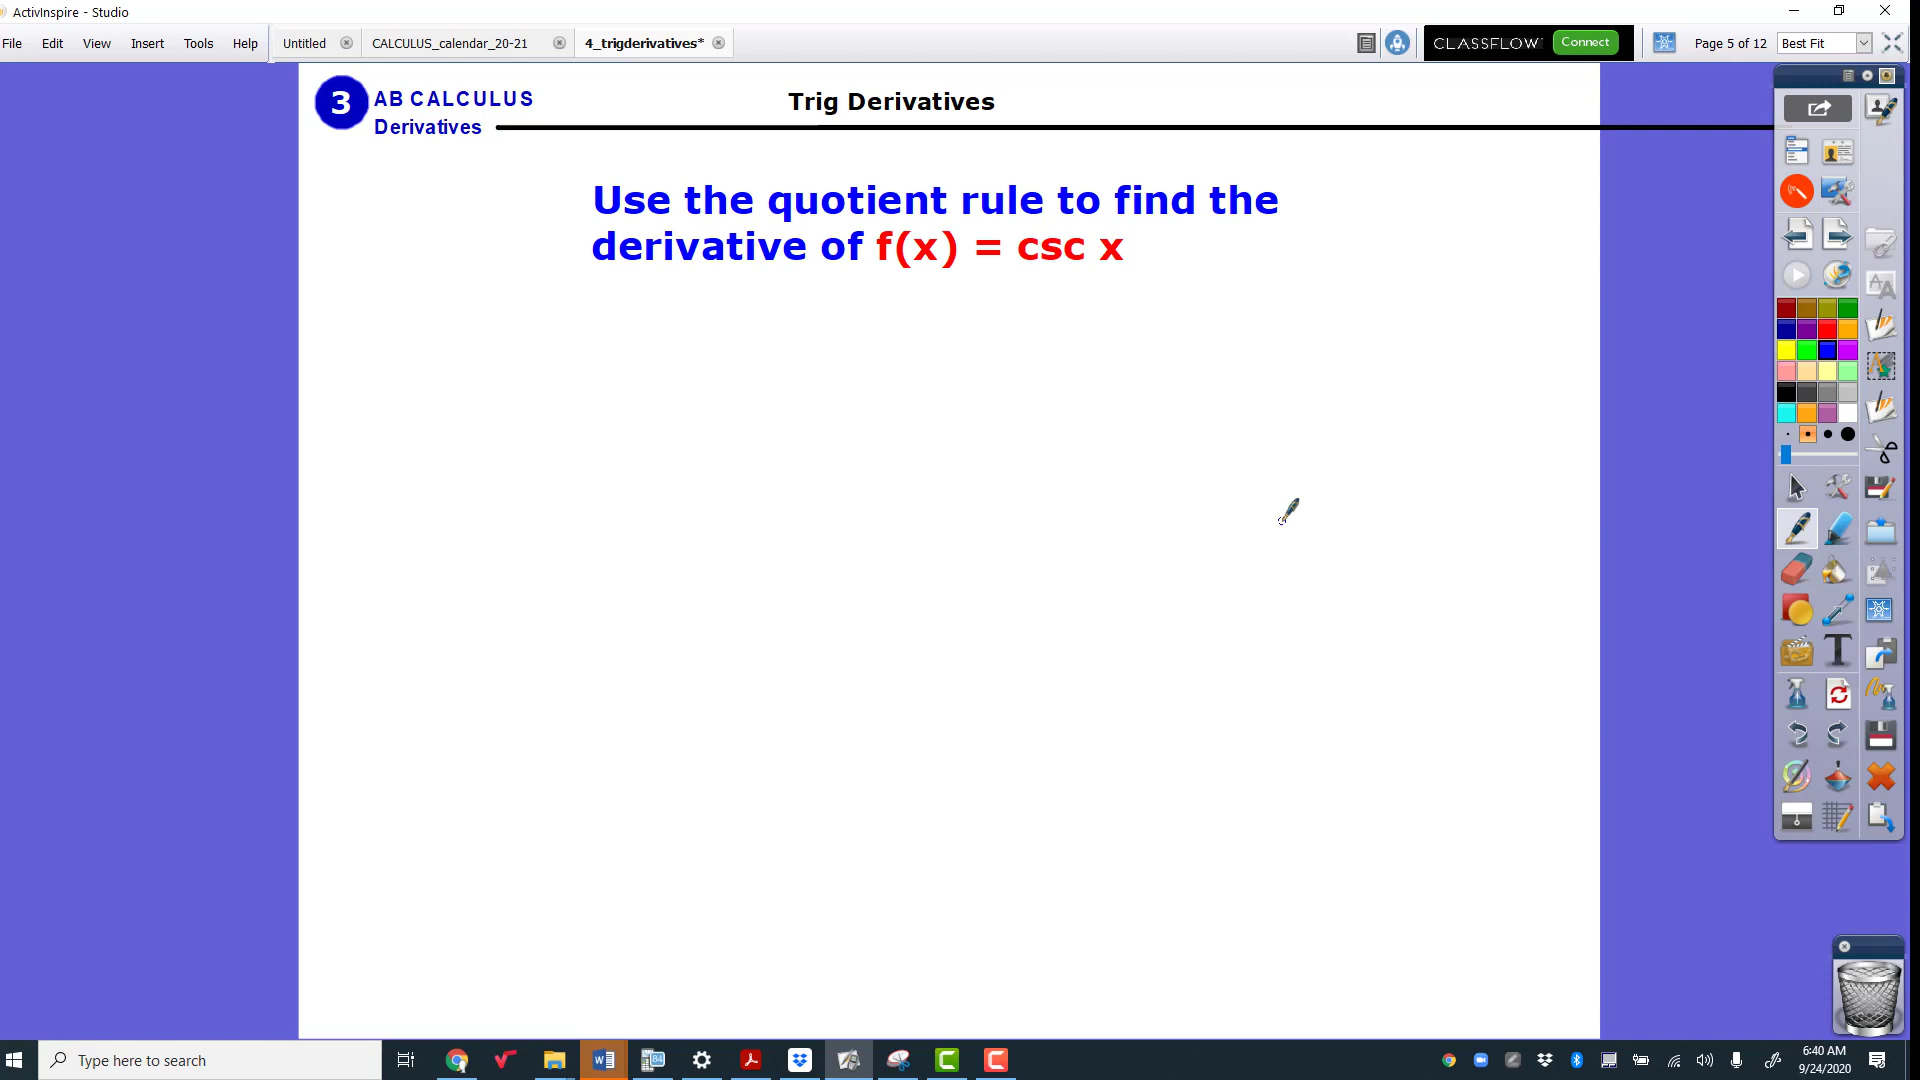 ActivInspire - Studio
File Edit View Insert Tools Help Untitled CALCULUS_calendar_20-21 4_trigderivatives* CLASSFLOW Connect Page 5 of 12 Best Fit
3 AB CALCULUS Trig Derivatives
Derivatives
Use the quotient rule to find the
derivative of f(x) = csc x
Type here to search
6:40 AM
9/24/2020